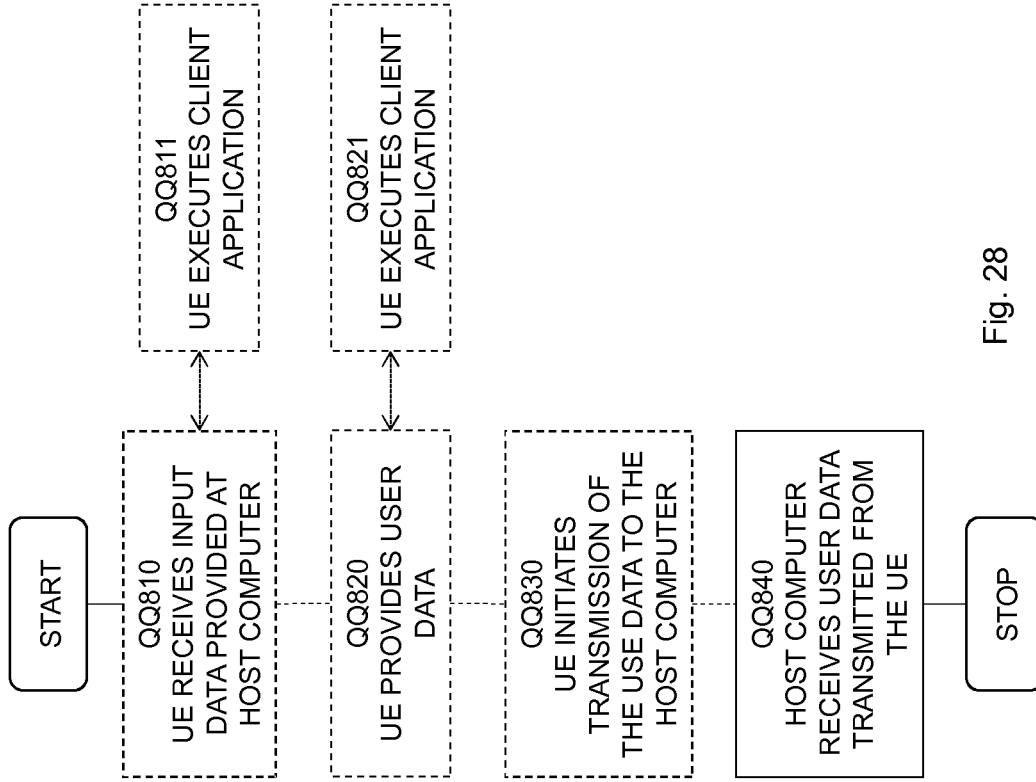 START
QQ810
UE RECEIVES INPUT
DATA PROVIDED AT
HOST COMPUTER
QQ811
UE EXECUTES CLIENT
APPLICATION
QQ820
UE PROVIDES USER
DATA
QQ821
UE EXECUTES CLIENT
APPLICATION
QQ830
UE INITIATES
TRANSMISSION OF
THE USE DATA TO THE
HOST COMPUTER
QQ840
HOST COMPUTER
RECEIVES USER DATA
TRANSMITTED FROM
THE UE
STOP
Fig. 28